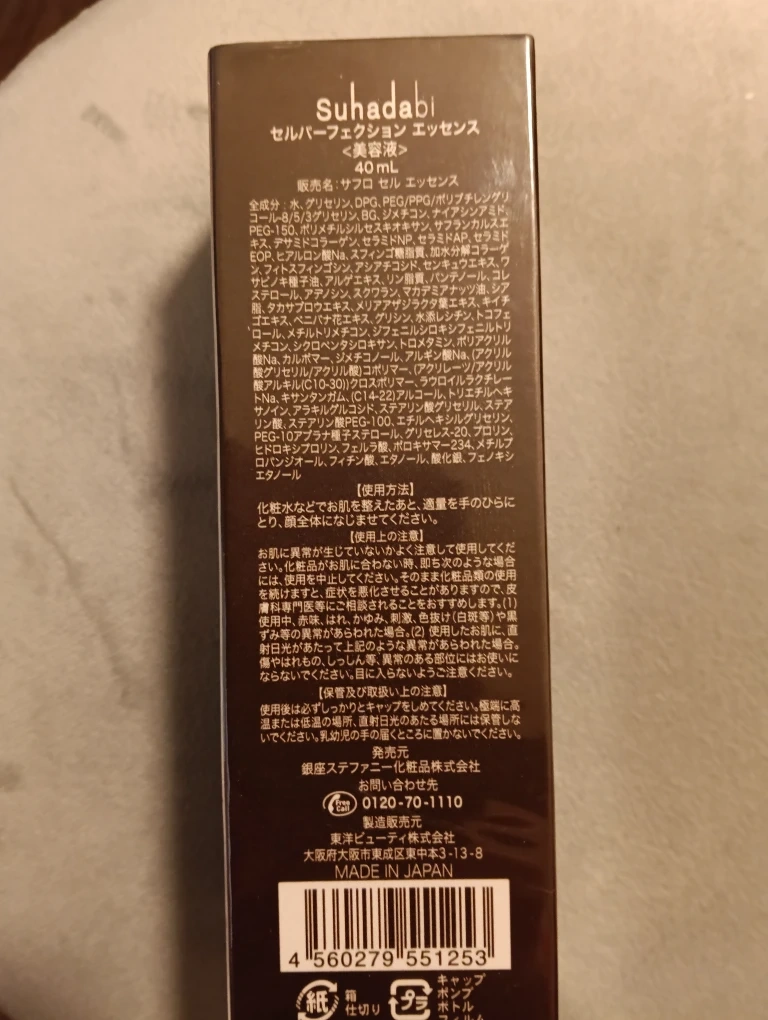 Suhadabi
セルパーフェクション エッセンス
<美容液>
40mL
販売名:サフロ セル エッセンス
全成分:水、グリセリン、DPG、PEG/PPG/ポリブチレングリ
コール-8/5/3グリセリン、BG、ジメチコン、ナイアシンアミド、
PEG-150、ポリメチルシルセスキオキサン、サフランカルスエ
キス、デサミドコラーゲン、セラミドNP、セラミドAP、セラミド
EOP、ヒアルロン酸Na、スフィンゴ糖脂質、加水分解コラーゲ
ン、フィトスフィンゴシン、アシアチコシド、センキュウエキス、ワ
サビノキ種子油、アルゲエキス、リン脂質、パンテノール、コレ
ステロール、アデノシン、スクワラン、マカデミアナッツ油、シア
脂、タカサブロウエキス、メリアアザジラクタ葉エキス、キイチ
ゴエキス、ベニバナ花エキス、グリシン、水添レシチン、トコフェ
ロール、メチルトリメチコン、ジフェニルシロキシフェニルトリ
メチコン、シクロペンタシロキサン、トロメタミン、ポリアクリル
酸Na、カルボマー、ジメチコノール、アルギン酸Na、(アクリル
酸グリセリル/アクリル酸)コポリマー、(アクリレーツ/アクリル
酸アルキル(C10-30))クロスポリマー、ラウロイルラクチレー
トNa、キサンタンガム、(C14-22)アルコール、トリエチルヘキ
サノイン、アラキルグルコシド、ステアリン酸グリセリル、ステア
リン酸、ステアリン酸PEG-100、エチルヘキシルグリセリン、
PEG-10アブラナ種子ステロール、グリセレス-20、プロリン、
ヒドロキシプロリン、フェルラ酸、ポロキサマー234、メチルプ
ロパンジオール、フィチン酸、エタノール、酸化銀、フェノキシ
エタノール
【使用方法】
化粧水などでお肌を整えたあと、適量を手のひらに
とり、顔全体になじませてください。
【使用上の注意】
お肌に異常が生じていないかよく注意して使用してくだ
さい。化粧品がお肌に合わない時、即ち次のような場合
には、使用を中止してください。そのまま化粧品類の使用
を続けますと、症状を悪化させることがありますので、皮
膚科専門医等にご相談されることをおすすめします。(1)
使用中、赤味、はれ、かゆみ、刺激、色抜け(白斑等)や黒
ずみ等の異常があらわれた場合。(2) 使用したお肌に、直
射日光があたって上記のような異常があらわれた場合。
傷やはれもの、しっしん等、異常のある部位にはお使いに
ならないでください。目に入らないようご注意ください。
【保管及び取扱い上の注意】
使用後は必ずしっかりとキャップをしめてください。極端に高
温または低温の場所、直射日光のあたる場所には保管しな
いでください。乳幼児の手の届くところに置かないでください。
発売元
銀座ステファニー化粧品株式会社
お問い合わせ先
Free Call 0120-70-1110
製造販売元
東洋ビューティ株式会社
大阪府大阪市東成区東中本3-13-8
MADE IN JAPAN
4 560279 551253
紙 箱 仕切り プラ キャップ
ポンプ
ボトル
フィルム